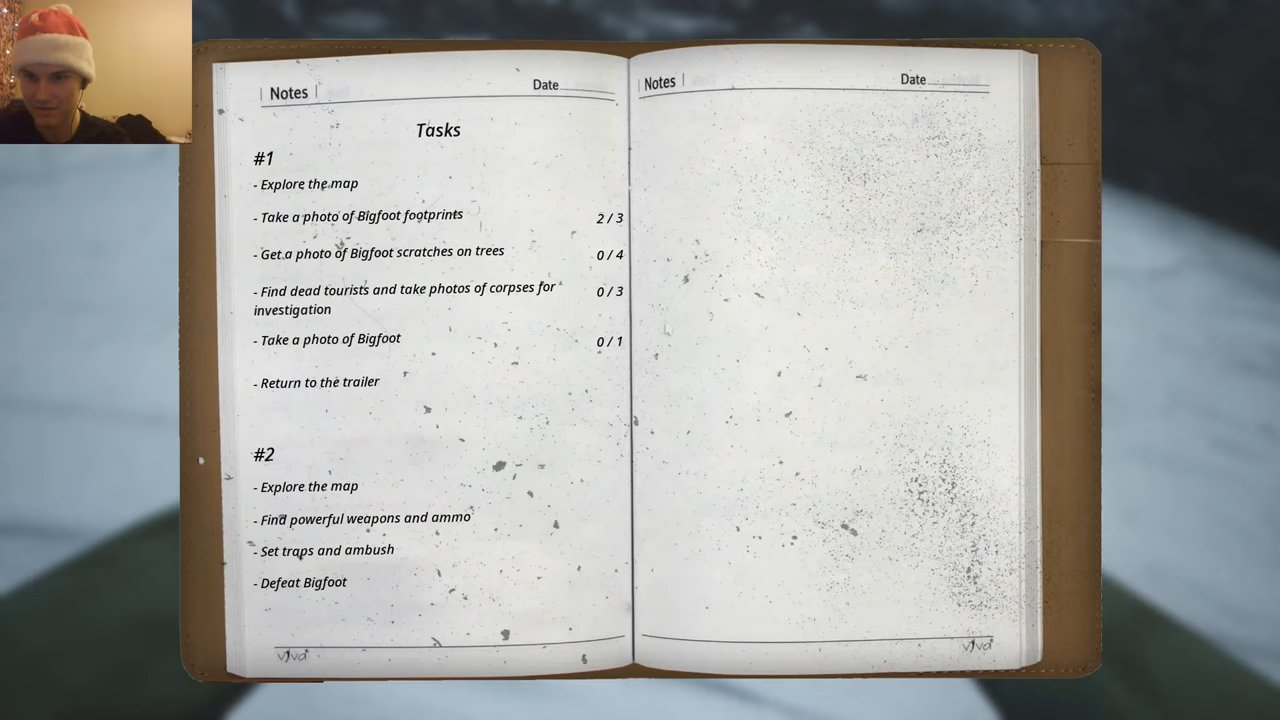 Notes
Date
Notes
Date
Tasks
#1
- Explore the map
- Take a photo of Bigfoot footprints 2 / 3
- Get a photo of Bigfoot scratches on trees 0 / 4
- Find dead tourists and take photos of corpses for 0 / 3
investigation
- Take a photo of Bigfoot 0 / 1
- Return to the trailer
#2
- Explore the map
- Find powerful weapons and ammo
- Set traps and ambush
- Defeat Bigfoot
viva
viva